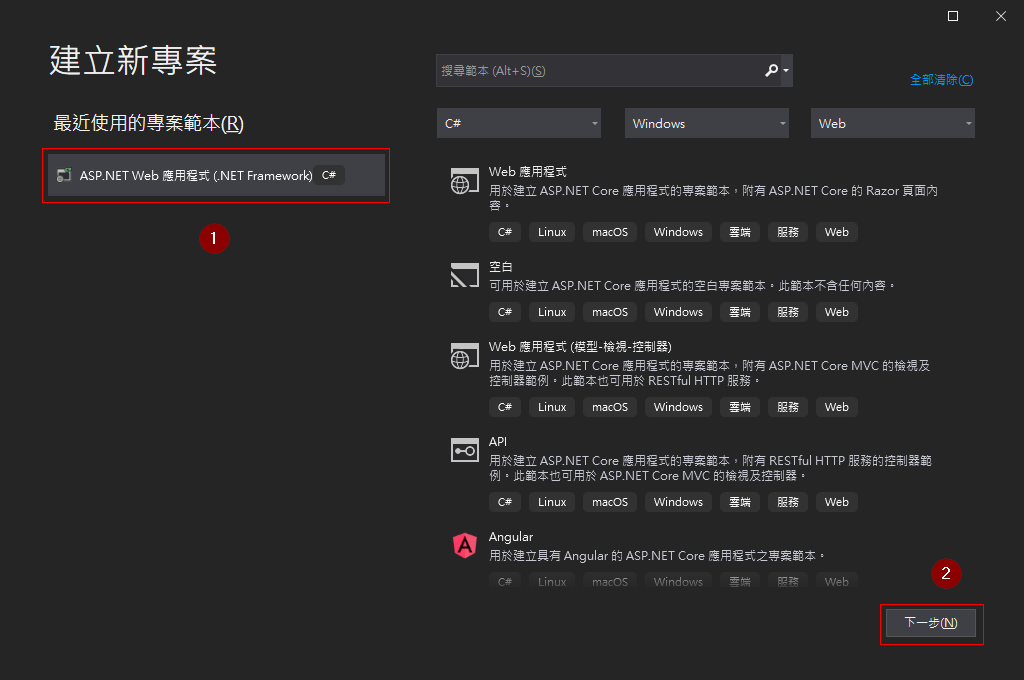 建立新專案
最近使用的專案範本(R)
ASP.NET Web 應用程式 (.NET Framework) C#
1
搜尋範本 (Alt+S)(S)
全部清除(C)
C# Windows Web
Web 應用程式
用於建立 ASP.NET Core 應用程式的專案範本，附有 ASP.NET Core 的 Razor 頁面內
容。
C# Linux macOS Windows 雲端 服務 Web
空白
可用於建立 ASP.NET Core 應用程式的空白專案範本。此範本不含任何內容。
C# Linux macOS Windows 雲端 服務 Web
Web 應用程式 (模型-檢視-控制器)
用於建立 ASP.NET Core 應用程式的專案範本，附有 ASP.NET Core MVC 的檢視及
控制器範例。此範本也可用於 RESTful HTTP 服務。
C# Linux macOS Windows 雲端 服務 Web
API
用於建立 ASP.NET Core 應用程式的專案範本，附有 RESTful HTTP 服務的控制器範
例。此範本也可用於 ASP.NET Core MVC 的檢視及控制器。
C# Linux macOS Windows 雲端 服務 Web
Angular
用於建立具有 Angular 的 ASP.NET Core 應用程式之專案範本。
C# Linux macOS Windows 雲端 服務 Web
2
下一步(N)